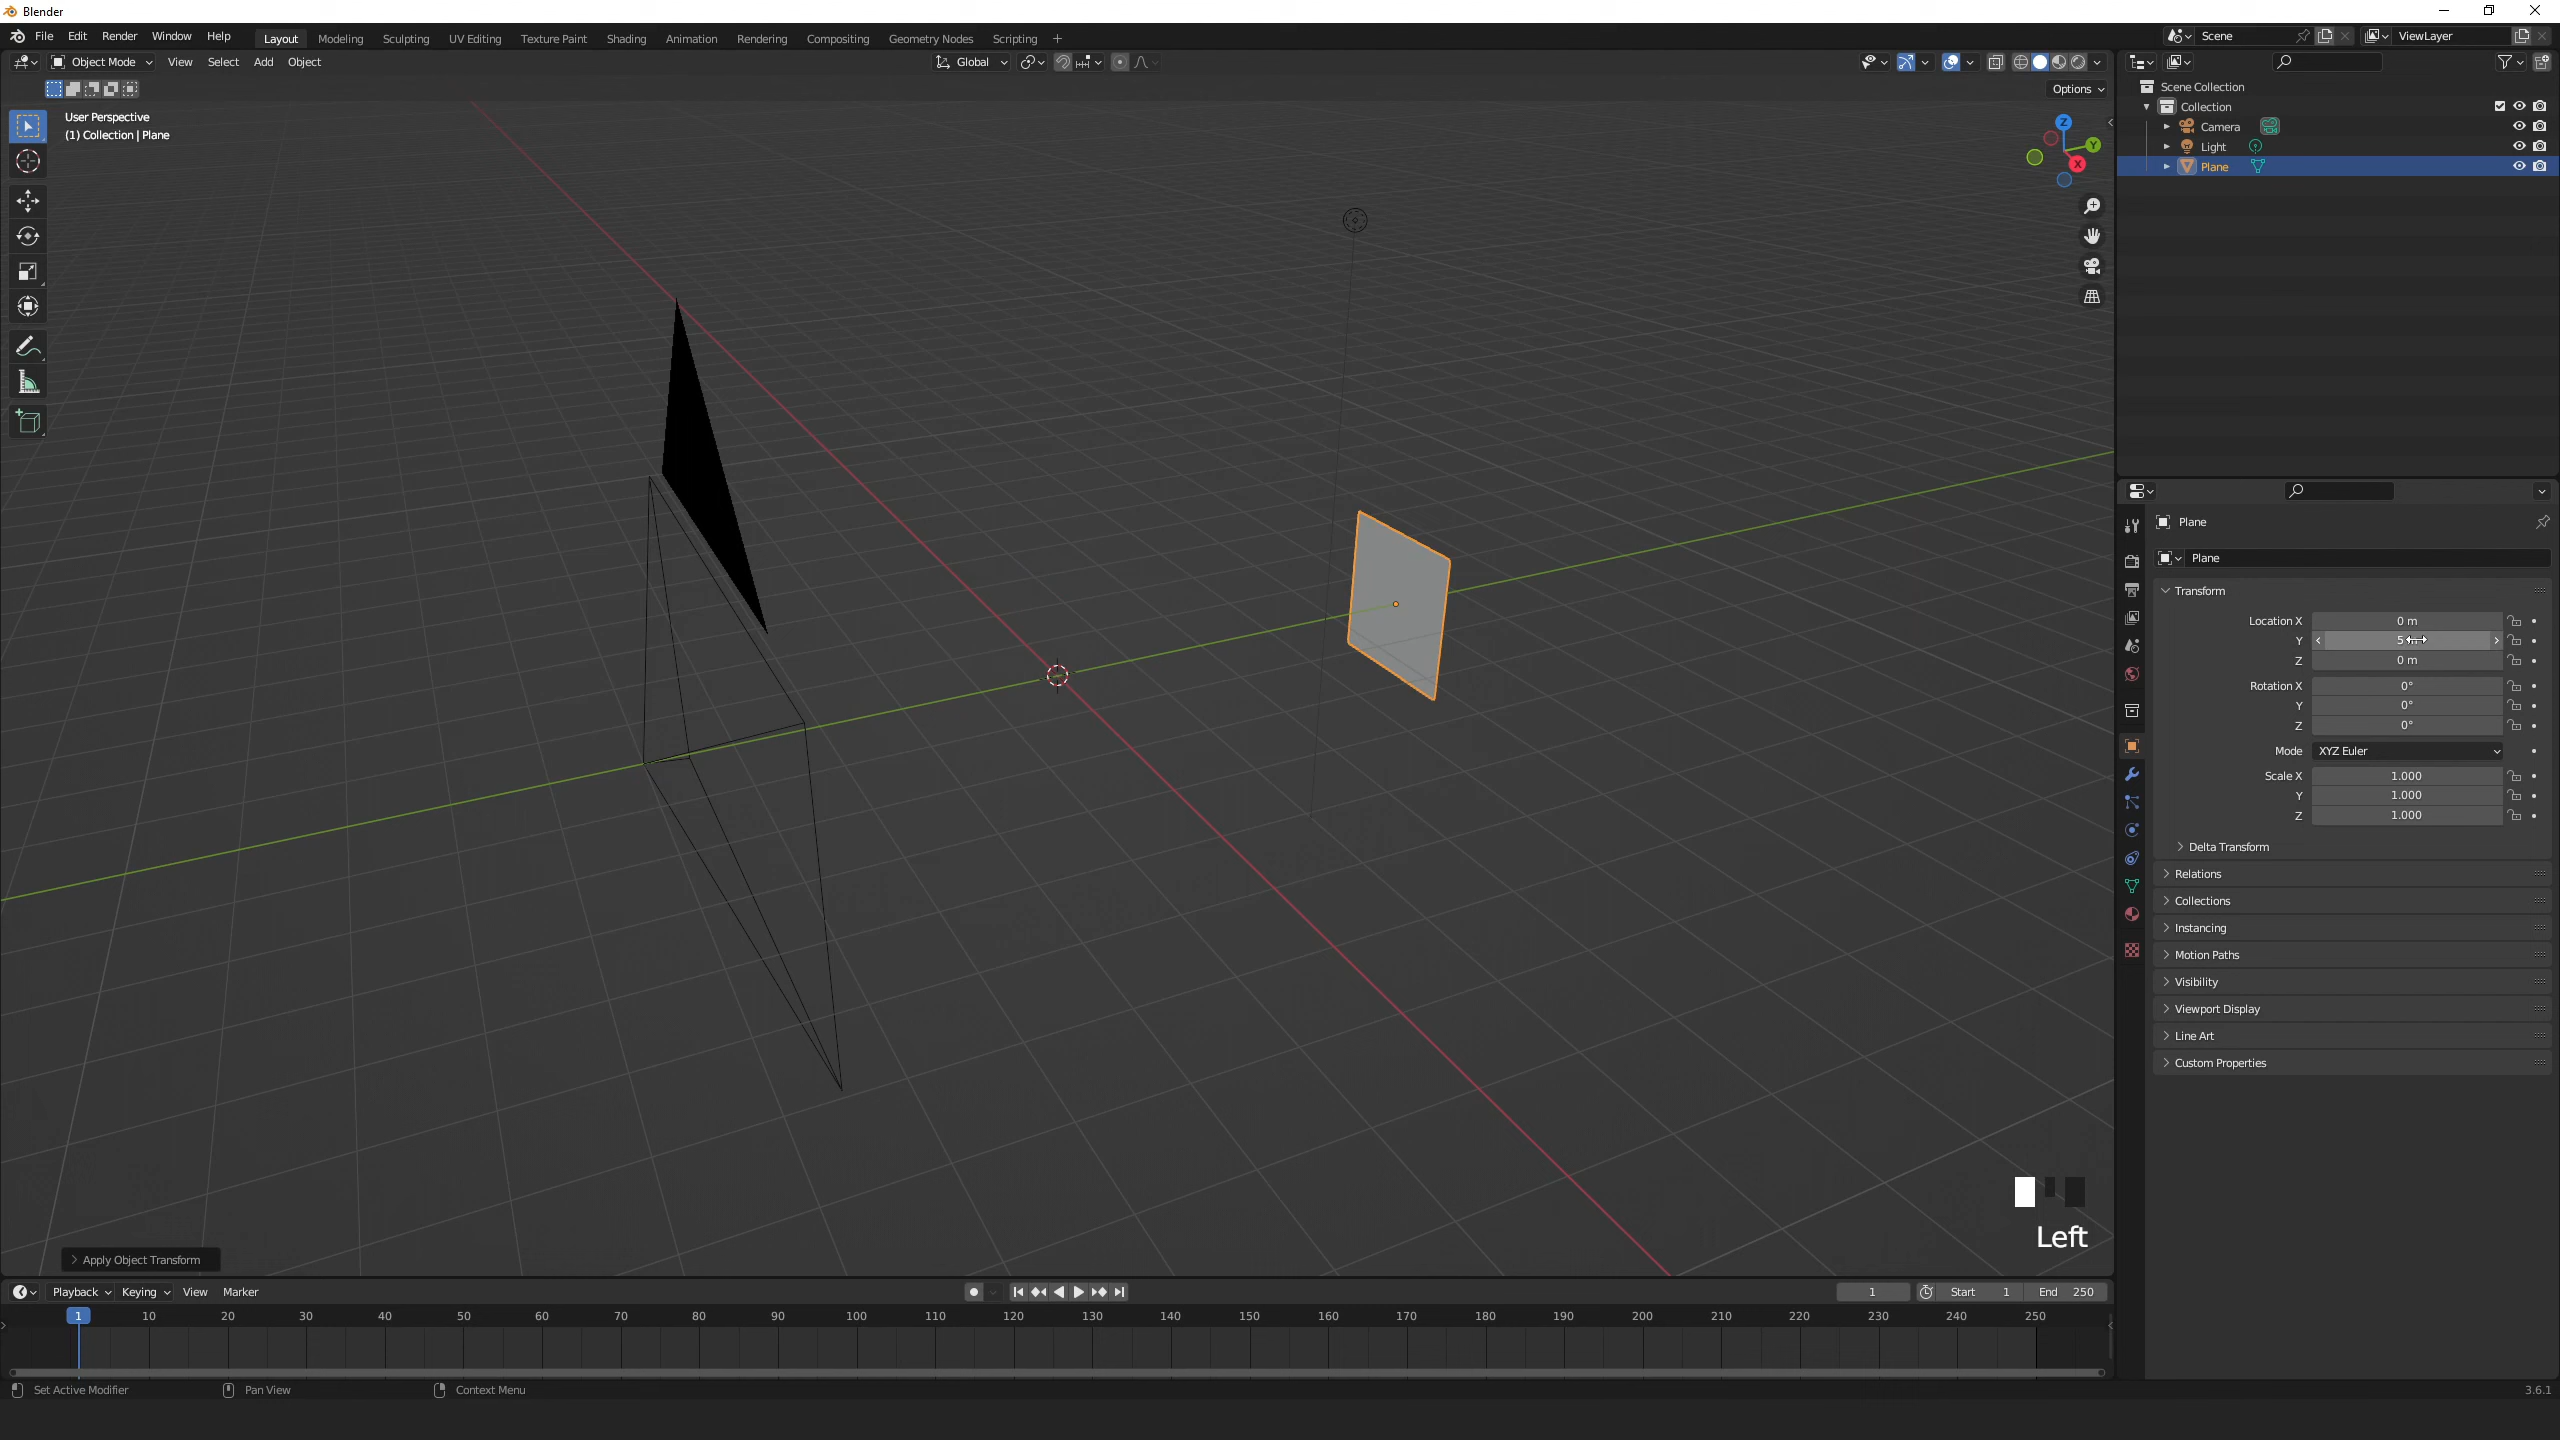 Blender
File Edit Render Window Help Layout Modeling Sculpting UV Editing Texture Paint Shading Animation Rendering Compositing Geometry Nodes Scripting Scene ViewLayer
Object Mode View Select Add Object Global
Options
User Perspective
(1) Collection | Plane
Z
Y
X
Scene Collection
Collection
Camera
Light
Plane
Plane
Plane
Transform
Location X 0 m
Y 5
Z 0 m
Rotation X 0°
Y 0°
Z 0°
Mode XYZ Euler
Scale X 1.000
Y 1.000
Z 1.000
Delta Transform
Relations
Collections
Instancing
Motion Paths
Visibility
Viewport Display
Line Art
Custom Properties
Left
Apply Object Transform
Playback Keying View Marker 1 Start 1 End 250
1 10 20 30 40 50 60 70 80 90 100 110 120 130 140 150 160 170 180 190 200 210 220 230 240 250
Set Active Modifier Pan View Context Menu 3.6.1